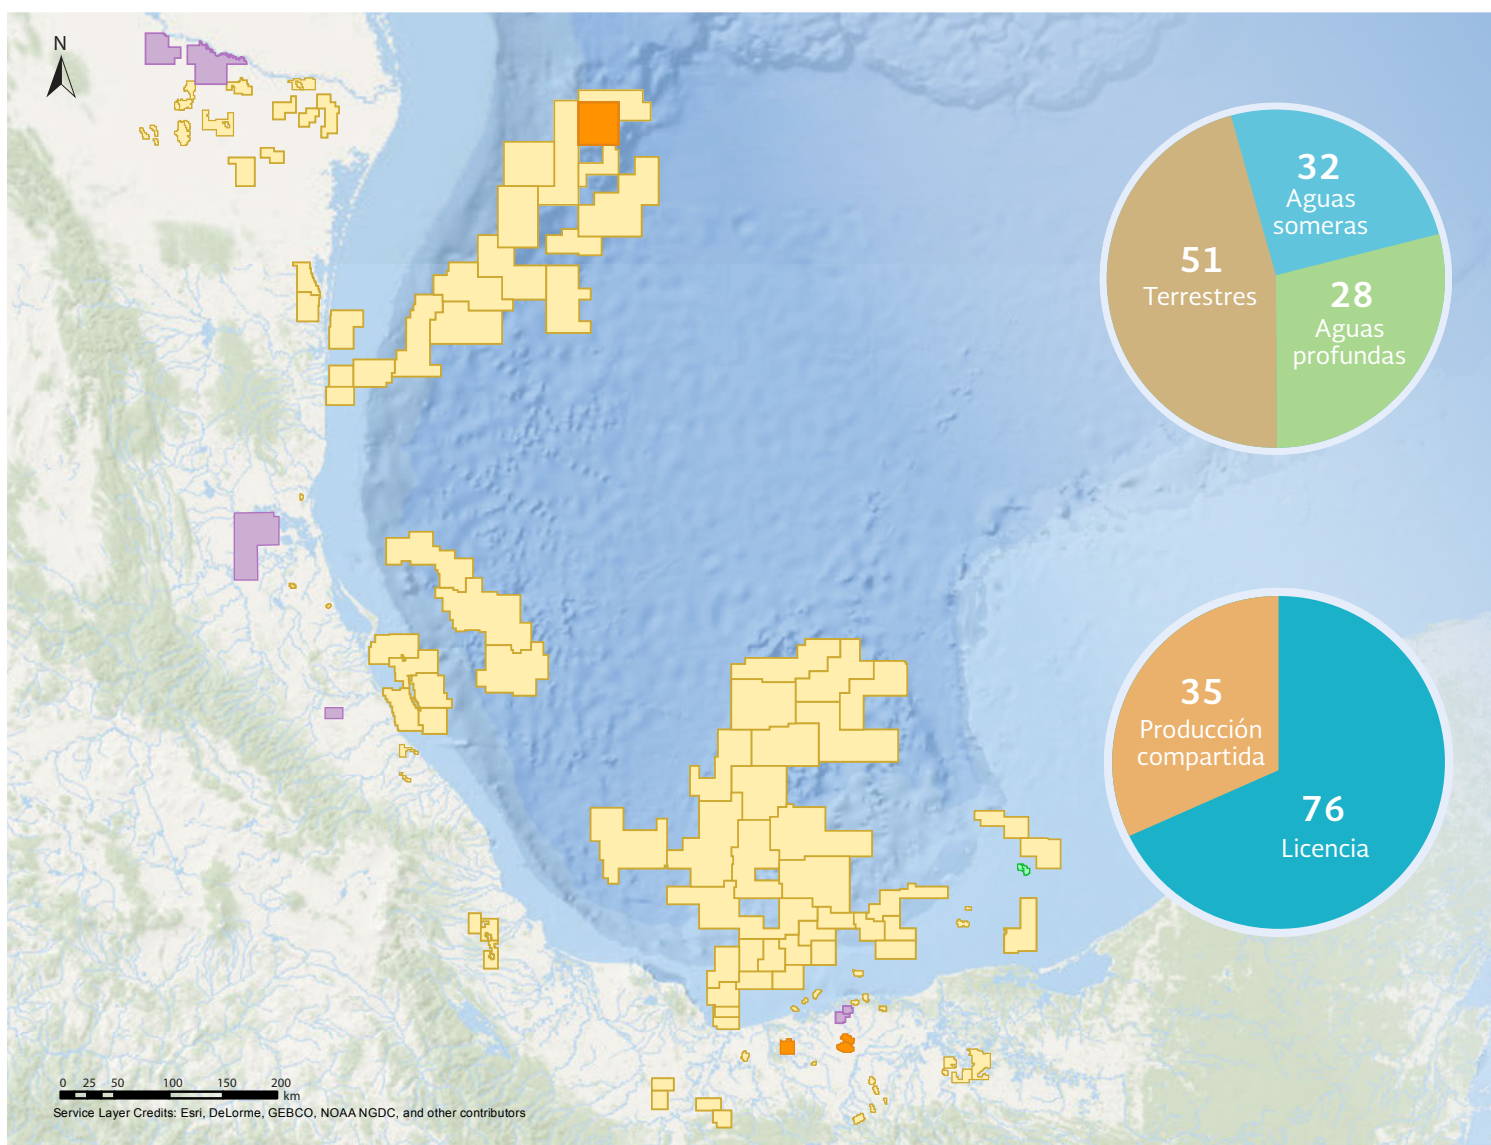 N
32
Aguas
someras
51
Terrestres
28
Aguas
profundas
35
Producción
compartida
76
Licencia
0 25 50 100 150 200
km
Service Layer Credits: Esri, DeLorme, GEBCO, NOAA NGDC, and other contributors